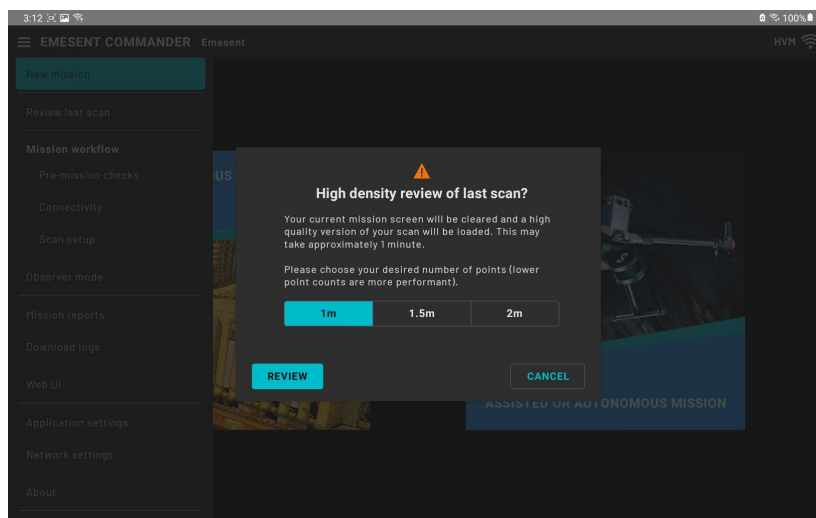 3:12
100%
EMESENT COMMANDER Emesent
HVM
New mission
Review last scan
Mission workflow
Pre-mission checks
Connectivity
Scan setup
Observer mode
Mission reports
Download logs
Web UI
Application settings
Network settings
About
US
High density review of last scan?
Your current mission screen will be cleared and a high
quality version of your scan will be loaded. This may
take approximately 1 minute.
Please choose your desired number of points (lower
point counts are more performant).
1m 1.5m 2m
REVIEW CANCEL
ASSISTED OR AUTONOMOUS MISSION